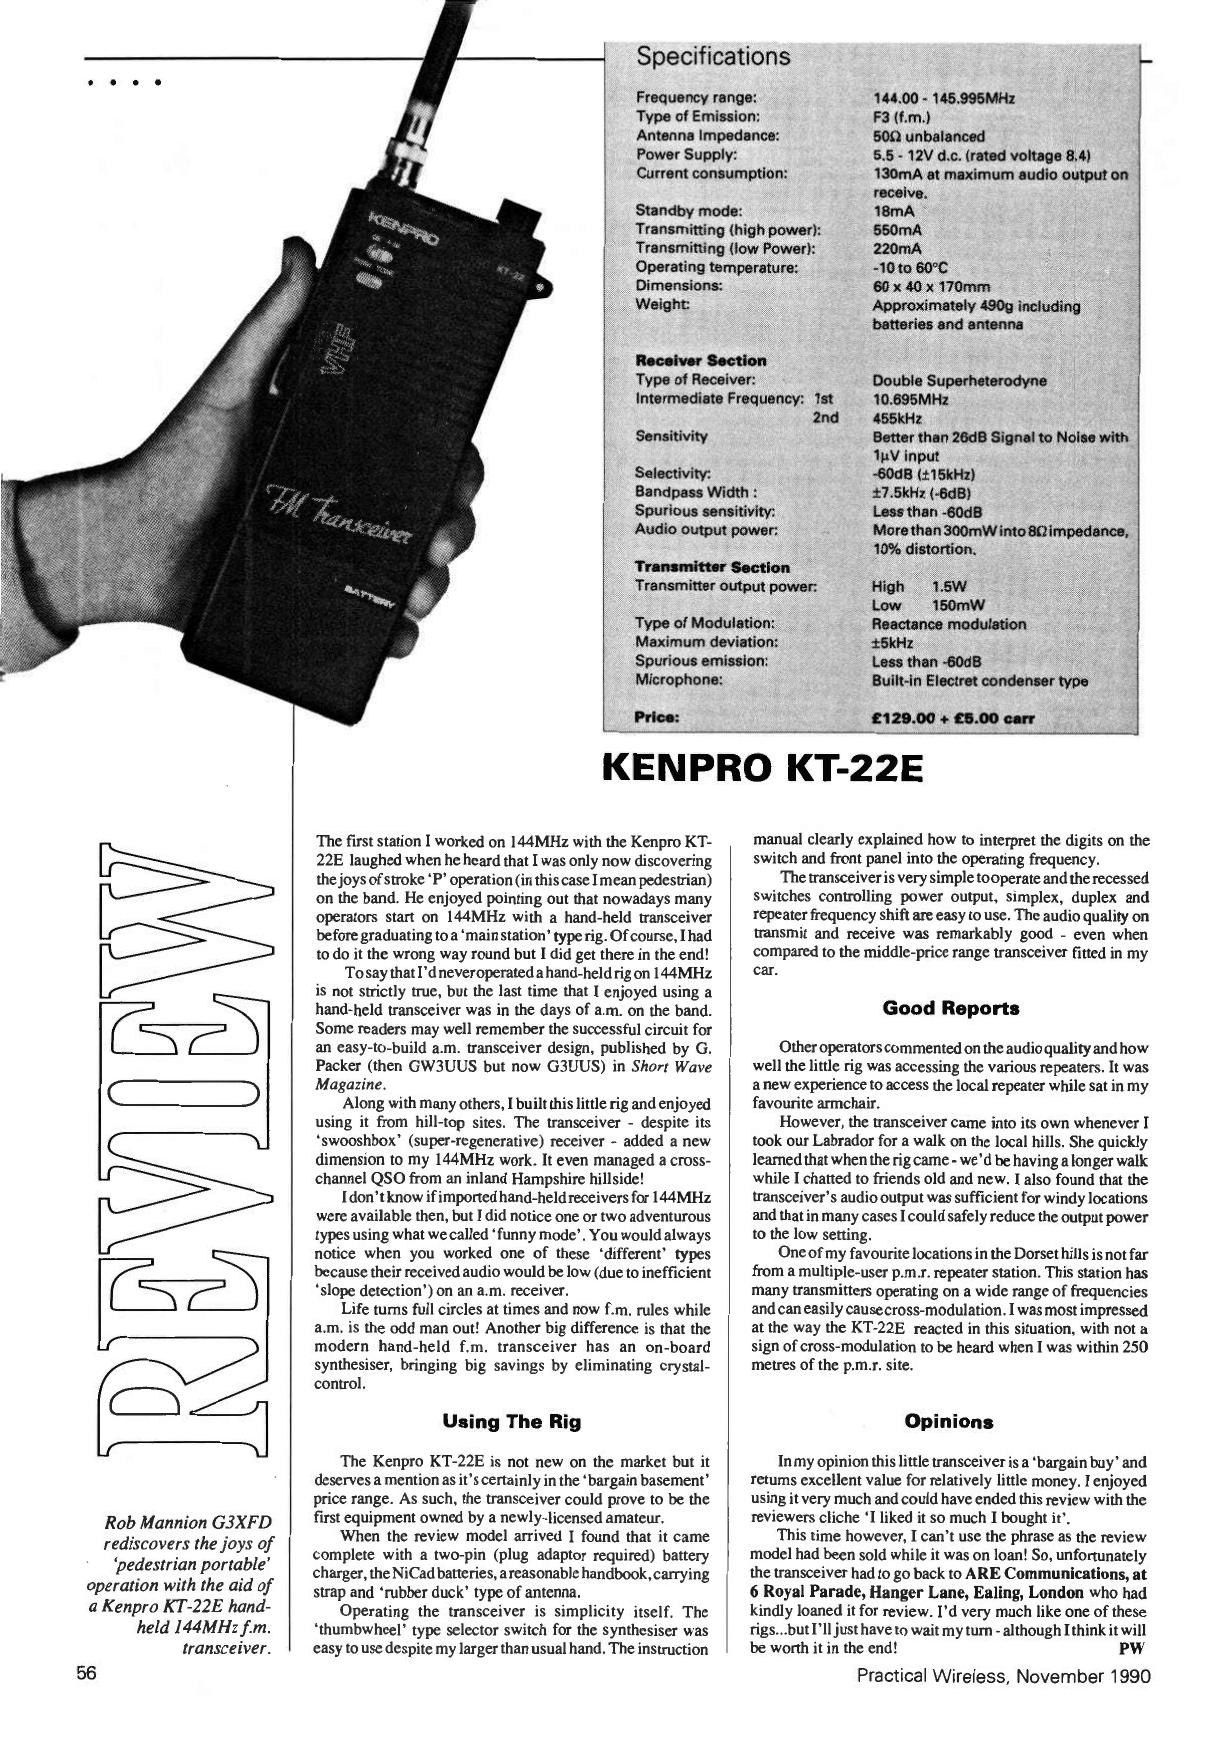 KENPRO
KT-22
FM Transceiver
BATTERY
Specifications
Frequency range: 144.00 - 145.995MHz
Type of Emission: F3 (f.m.)
Antenna Impedance: 50Ω unbalanced
Power Supply: 5.5 - 12V d.c. (rated voltage 8.4)
Current consumption: 130mA at maximum audio output on
receive.
Standby mode: 18mA
Transmitting (high power): 550mA
Transmitting (low Power): 220mA
Operating temperature: -10 to 60°C
Dimensions: 60 x 40 x 170mm
Weight: Approximately 490g including
batteries and antenna
Receiver Section
Type of Receiver: Double Superheterodyne
Intermediate Frequency: 1st 10.695MHz
2nd 455kHz
Sensitivity Better than 26dB Signal to Noise with
1µV input
Selectivity: -60dB (±15kHz)
Bandpass Width : ±7.5kHz (-6dB)
Spurious sensitivity: Less than -60dB
Audio output power: More than 300mW into 8Ω impedance,
10% distortion.
Transmitter Section
Transmitter output power: High 1.5W
Low 150mW
Type of Modulation: Reactance modulation
Maximum deviation: ±5kHz
Spurious emission: Less than -60dB
Microphone: Built-in Electret condenser type
Price: £129.00 + £5.00 carr
KENPRO KT-22E
REVIEW
Rob Mannion G3XFD
rediscovers the joys of
'pedestrian portable'
operation with the aid of
a Kenpro KT-22E hand-
held 144MHz f.m.
transceiver.
The first station I worked on 144MHz with the Kenpro KT-
22E laughed when he heard that I was only now discovering
the joys of stroke 'P' operation (in this case I mean pedestrian)
on the band. He enjoyed pointing out that nowadays many
operators start on 144MHz with a hand-held transceiver
before graduating to a 'main station' type rig. Of course, I had
to do it the wrong way round but I did get there in the end!
To say that I'd never operated a hand-held rig on 144MHz
is not strictly true, but the last time that I enjoyed using a
hand-held transceiver was in the days of a.m. on the band.
Some readers may well remember the successful circuit for
an easy-to-build a.m. transceiver design, published by G.
Packer (then GW3UUS but now G3UUS) in Short Wave
Magazine.
Along with many others, I built this little rig and enjoyed
using it from hill-top sites. The transceiver - despite its
'swooshbox' (super-regenerative) receiver - added a new
dimension to my 144MHz work. It even managed a cross-
channel QSO from an inland Hampshire hillside!
I don't know if imported hand-held receivers for 144MHz
were available then, but I did notice one or two adventurous
types using what we called 'funny mode'. You would always
notice when you worked one of these 'different' types
because their received audio would be low (due to inefficient
'slope detection') on an a.m. receiver.
Life turns full circles at times and now f.m. rules while
a.m. is the odd man out! Another big difference is that the
modern hand-held f.m. transceiver has an on-board
synthesiser, bringing big savings by eliminating crystal-
control.
Using The Rig
The Kenpro KT-22E is not new on the market but it
deserves a mention as it's certainly in the 'bargain basement'
price range. As such, the transceiver could prove to be the
first equipment owned by a newly-licensed amateur.
When the review model arrived I found that it came
complete with a two-pin (plug adaptor required) battery
charger, the NiCad batteries, a reasonable handbook, carrying
strap and 'rubber duck' type of antenna.
Operating the transceiver is simplicity itself. The
'thumbwheel' type selector switch for the synthesiser was
easy to use despite my larger than usual hand. The instruction
manual clearly explained how to interpret the digits on the
switch and front panel into the operating frequency.
The transceiver is very simple to operate and the recessed
switches controlling power output, simplex, duplex and
repeater frequency shift are easy to use. The audio quality on
transmit and receive was remarkably good - even when
compared to the middle-price range transceiver fitted in my
car.
Good Reports
Other operators commented on the audio quality and how
well the little rig was accessing the various repeaters. It was
a new experience to access the local repeater while sat in my
favourite armchair.
However, the transceiver came into its own whenever I
took our Labrador for a walk on the local hills. She quickly
learned that when the rig came - we'd be having a longer walk
while I chatted to friends old and new. I also found that the
transceiver's audio output was sufficient for windy locations
and that in many cases I could safely reduce the output power
to the low setting.
One of my favourite locations in the Dorset hills is not far
from a multiple-user p.m.r. repeater station. This station has
many transmitters operating on a wide range of frequencies
and can easily cause cross-modulation. I was most impressed
at the way the KT-22E reacted in this situation, with not a
sign of cross-modulation to be heard when I was within 250
metres of the p.m.r. site.
Opinions
In my opinion this little transceiver is a 'bargain buy' and
returns excellent value for relatively little money. I enjoyed
using it very much and could have ended this review with the
reviewers cliche 'I liked it so much I bought it'.
This time however, I can't use the phrase as the review
model had been sold while it was on loan! So, unfortunately
the transceiver had to go back to ARE Communications, at
6 Royal Parade, Hanger Lane, Ealing, London who had
kindly loaned it for review. I'd very much like one of these
rigs...but I'll just have to wait my turn - although I think it will
be worth it in the end! PW
56
Practical Wireless, November 1990